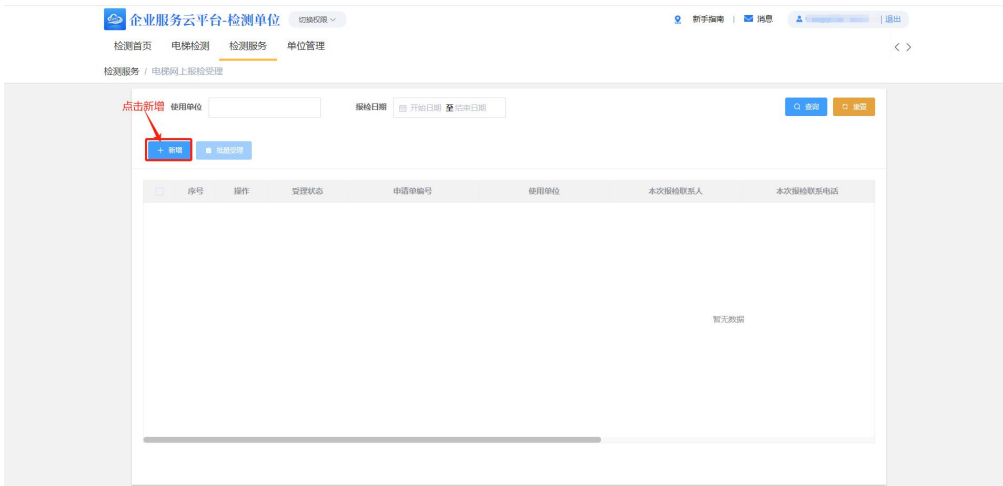 企业服务云平台-检测单位 切换权限 新手指南 | 消息 | 退出
检测首页 电梯检测 检测服务 单位管理
检测服务 / 电梯网上报检受理
点击新增 使用单位 报检日期 开始日期 至 结束日期 查询 重置
+ 新增 批量受理
序号 操作 受理状态 申请单编号 使用单位 本次报检联系人 本次报检联系电话
暂无数据